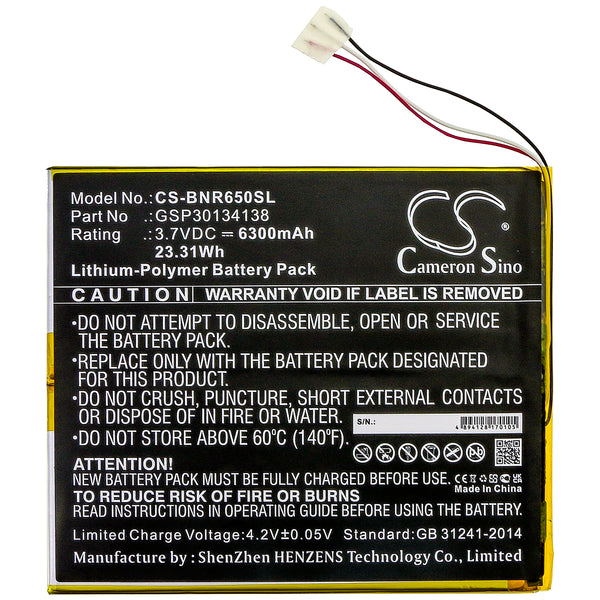 Model No.: CS-BNR650SL
Part No : GSP30134138
Rating : 3.7VDC ⎓ 6300mAh
23.31Wh
Lithium-Polymer Battery Pack
CS
Cameron Sino
CAUTION WARRANTY VOID IF LABEL IS REMOVED
•DO NOT ATTEMPT TO DISASSEMBLE, OPEN OR SERVICE
THE BATTERY PACK.
•REPLACE ONLY WITH THE BATTERY PACK DESIGNATED
FOR THIS EQUIPMENT.
•DO NOT CRUSH, PUNCTURE, SHORT EXTERNAL CONTACTS
OR DISPOSE OF IN FIRE OR WATER.
•DO NOT STORE ABOVE 60°C (140°F).
S/N.:
4894128170105
ATTENTION!
NEW BATTERY PACK MUST BE FULLY CHARGED BEFORE USE.
TO REDUCE RISK OF FIRE OR BURNS
READ INSTRUCTIONS IN OPERATING GUIDE BEFORE USING BATTERY.
Made In China
Limited Charge Voltage:4.2V±0.05V Standard:GB 31241-2014
Manufacturer : ShenZhen HENZENS Technology Co., Limited